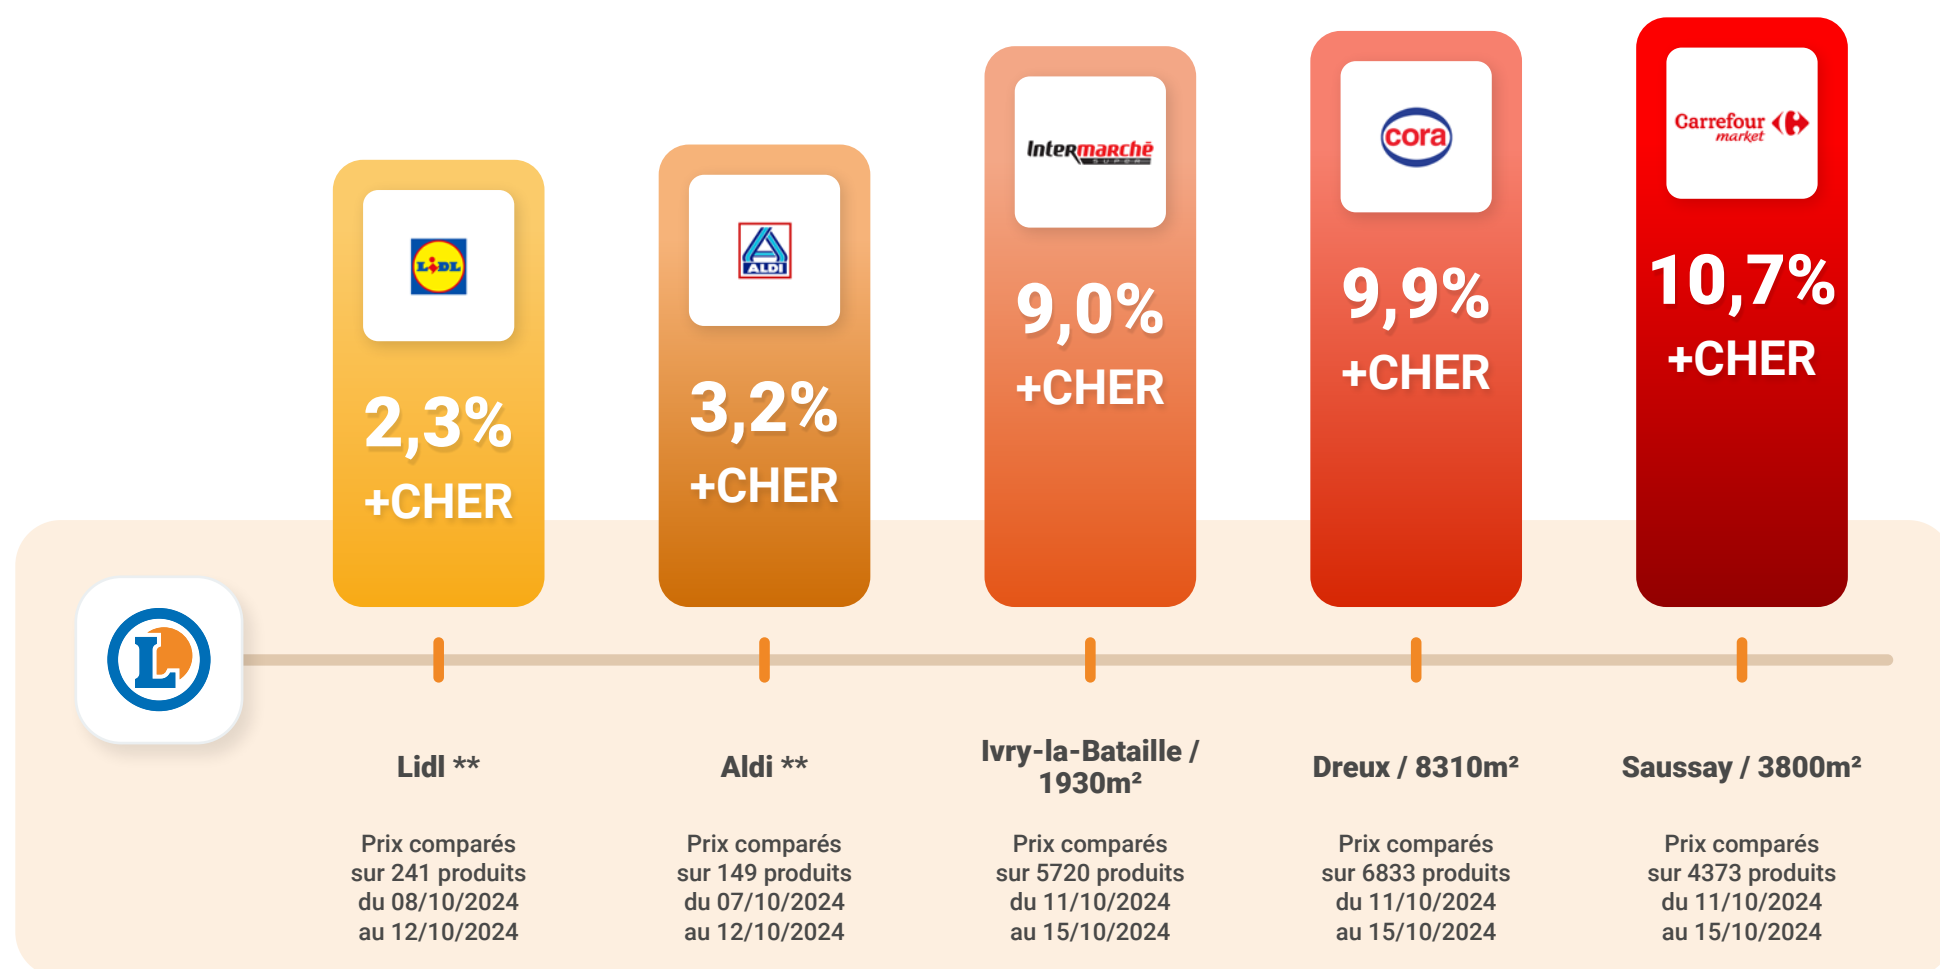 LIDL
2,3%
+CHER
ALDI
3,2%
+CHER
Intermarchē
SUPER
9,0%
+CHER
cora
9,9%
+CHER
Carrefour
market
10,7%
+CHER
L
Lidl **
Prix comparés
sur 241 produits
du 08/10/2024
au 12/10/2024
Aldi **
Prix comparés
sur 149 produits
du 07/10/2024
au 12/10/2024
Ivry-la-Bataille /
1930m²
Prix comparés
sur 5720 produits
du 11/10/2024
au 15/10/2024
Dreux / 8310m²
Prix comparés
sur 6833 produits
du 11/10/2024
au 15/10/2024
Saussay / 3800m²
Prix comparés
sur 4373 produits
du 11/10/2024
au 15/10/2024